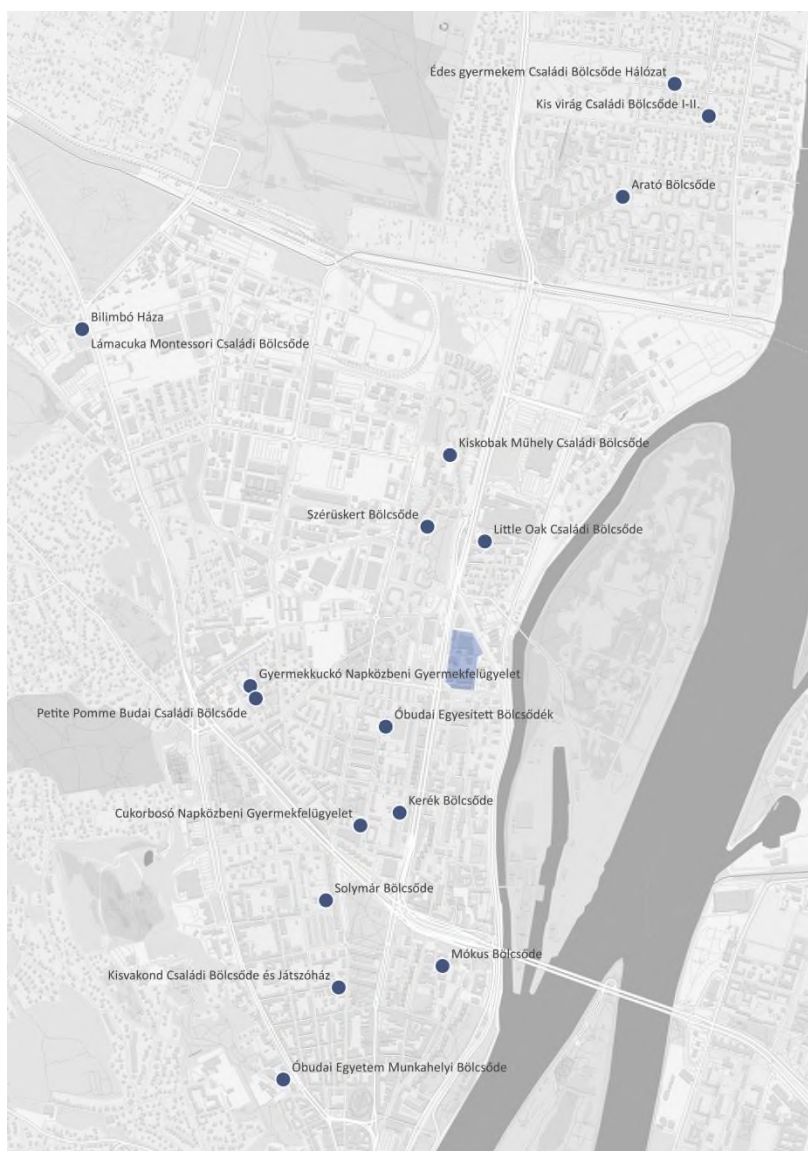 Édes gyermekem Családi Bölcsőde Hálózat
Kis virág Családi Bölcsőde I-II.
Arató Bölcsőde
Bilimbó Háza
Lámacuka Montessori Családi Bölcsőde
Kiskobak Műhely Családi Bölcsőde
Szérüskert Bölcsőde
Little Oak Családi Bölcsőde
Gyermekkuckó Napközbeni Gyermekfelügyelet
Petite Pomme Budai Családi Bölcsőde
Óbudai Egyesített Bölcsődék
Kerék Bölcsőde
Cukorbosó Napközbeni Gyermekfelügyelet
Solymár Bölcsőde
Mókus Bölcsőde
Kisvakond Családi Bölcsőde és Játszóház
Óbudai Egyetem Munkahelyi Bölcsőde